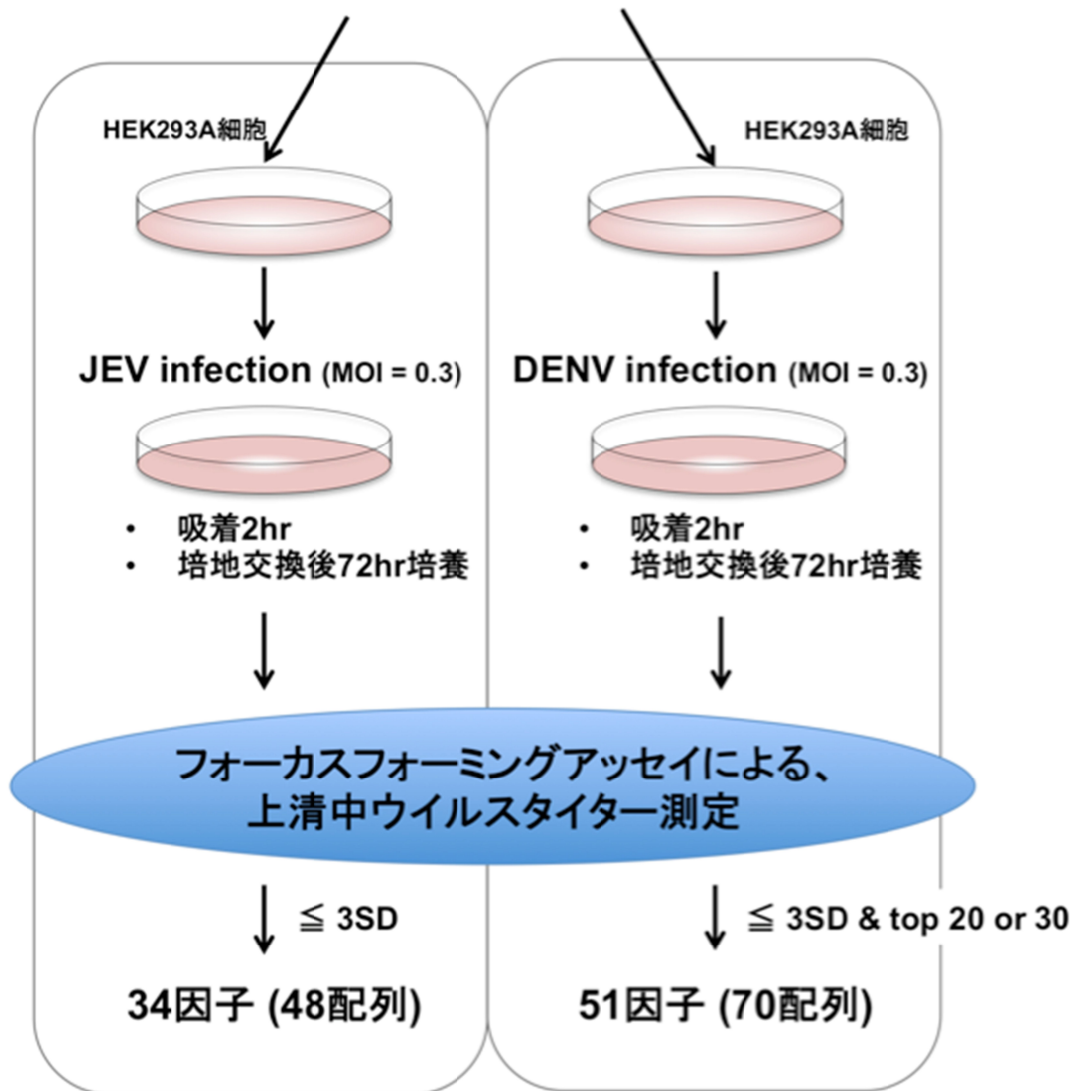 HEK293A細胞
HEK293A細胞
JEV infection (MOI = 0.3)
DENV infection (MOI = 0.3)
• 吸着2hr
• 培地交換後72hr培養
• 吸着2hr
• 培地交換後72hr培養
フォーカスフォーミングアッセイによる、
上清中ウイルスタイター測定
≦ 3SD
≦ 3SD & top 20 or 30
34因子 (48配列)
51因子 (70配列)